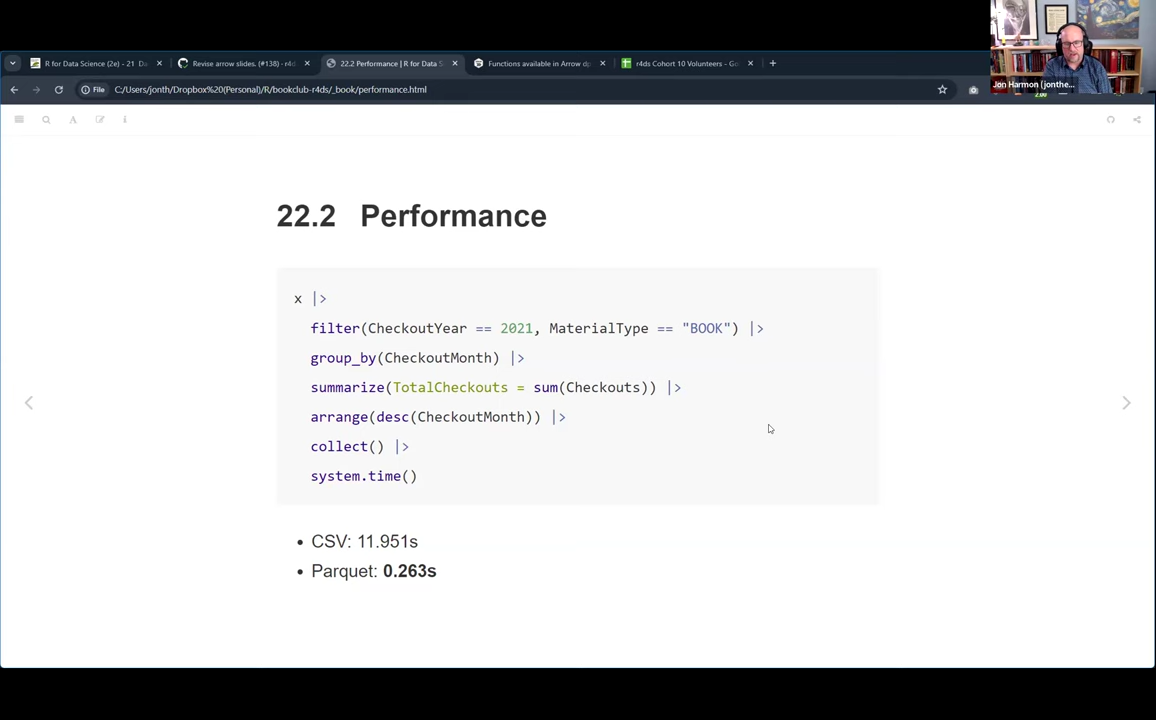 R for Data Science (2e) - 21 Da
Revise arrow slides. (#138) · r4d
22.2 Performance | R for Data S
Functions available in Arrow dp
r4ds Cohort 10 Volunteers - Go
File
C:/Users/jonth/Dropbox%20(Personal)/R/bookclub-r4ds/_book/performance.html
Jon Harmon (jonthe...
22.2 Performance
x |>
filter(CheckoutYear == 2021, MaterialType == "BOOK") |>
group_by(CheckoutMonth) |>
summarize(TotalCheckouts = sum(Checkouts)) |>
arrange(desc(CheckoutMonth)) |>
collect() |>
system.time()
• CSV: 11.951s
• Parquet: 0.263s